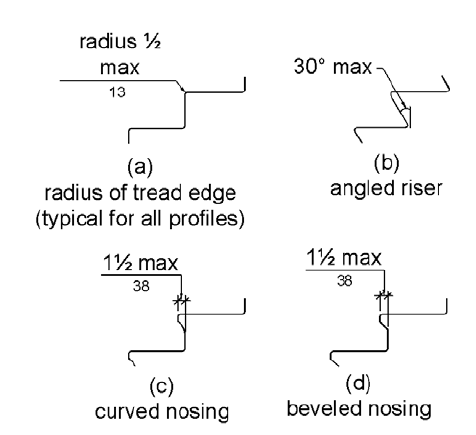 radius ½
max
13
(a)
radius of tread edge
(typical for all profiles)
30° max
(b)
angled riser
1½ max
38
(c)
curved nosing
1½ max
38
(d)
beveled nosing